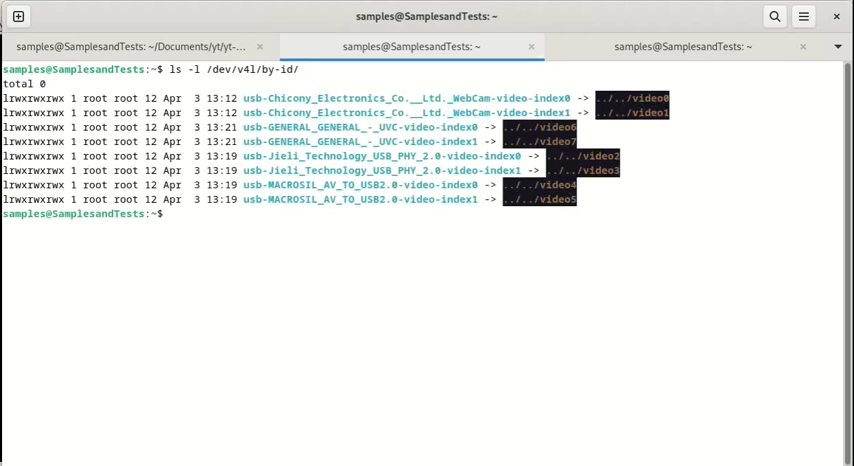 samples@SamplesandTests: ~
samples@SamplesandTests: ~/Documents/yt/yt-...
samples@SamplesandTests: ~
samples@SamplesandTests: ~
samples@SamplesandTests:~$ ls -l /dev/v4l/by-id/
total 0
lrwxrwxrwx 1 root root 12 Apr  3 13:12 usb-Chicony_Electronics_Co.__Ltd._WebCam-video-index0 -> ../../video0
lrwxrwxrwx 1 root root 12 Apr  3 13:12 usb-Chicony_Electronics_Co.__Ltd._WebCam-video-index1 -> ../../video1
lrwxrwxrwx 1 root root 12 Apr  3 13:21 usb-GENERAL_GENERAL_-_UVC-video-index0 -> ../../video6
lrwxrwxrwx 1 root root 12 Apr  3 13:21 usb-GENERAL_GENERAL_-_UVC-video-index1 -> ../../video7
lrwxrwxrwx 1 root root 12 Apr  3 13:19 usb-Jieli_Technology_USB_PHY_2.0-video-index0 -> ../../video2
lrwxrwxrwx 1 root root 12 Apr  3 13:19 usb-Jieli_Technology_USB_PHY_2.0-video-index1 -> ../../video3
lrwxrwxrwx 1 root root 12 Apr  3 13:19 usb-MACROSIL_AV_TO_USB2.0-video-index0 -> ../../video4
lrwxrwxrwx 1 root root 12 Apr  3 13:19 usb-MACROSIL_AV_TO_USB2.0-video-index1 -> ../../video5
samples@SamplesandTests:~$